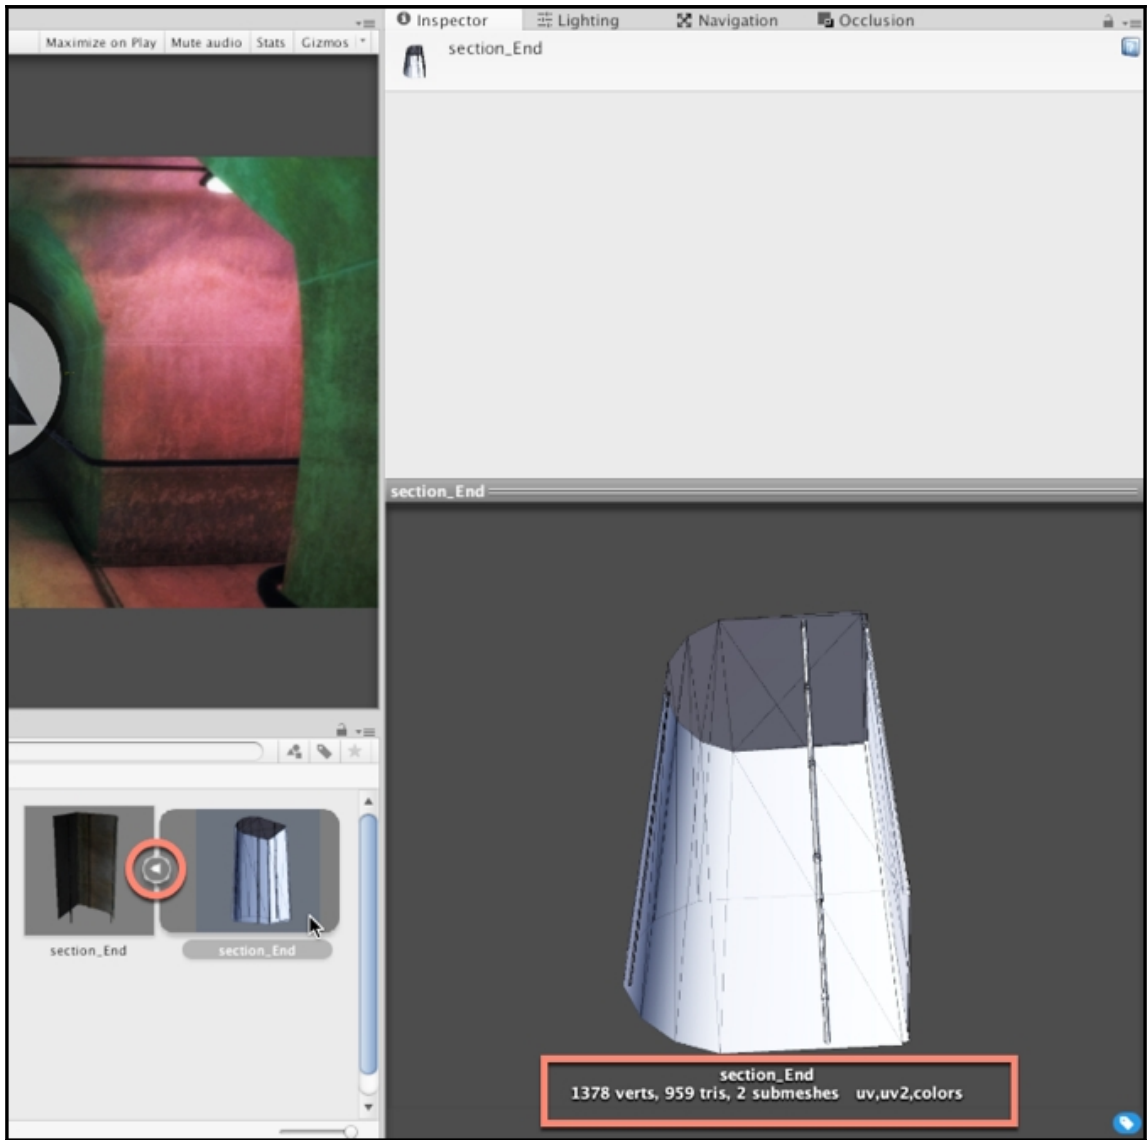 Inspector Lighting Navigation Occlusion
Maximize on Play Mute audio Stats Gizmos
section_End
section_End
section_End section_End
section_End
1378 verts, 959 tris, 2 submeshes uv,uv2,colors